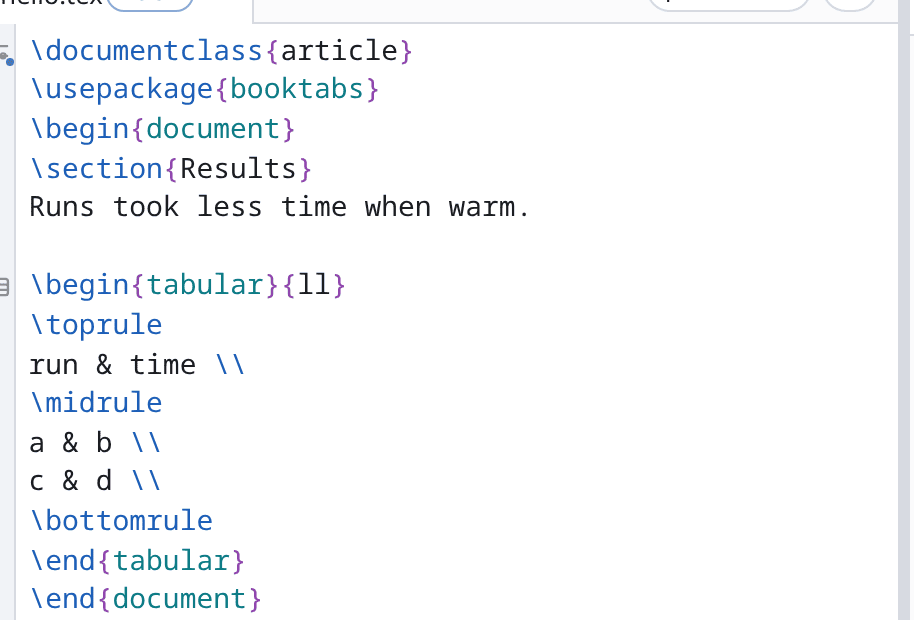 \documentclass{article}
\usepackage{booktabs}
\begin{document}
\section{Results}
Runs took less time when warm.

\begin{tabular}{ll}
\toprule
run & time \\
\midrule
a & b \\
c & d \\
\bottomrule
\end{tabular}
\end{document}